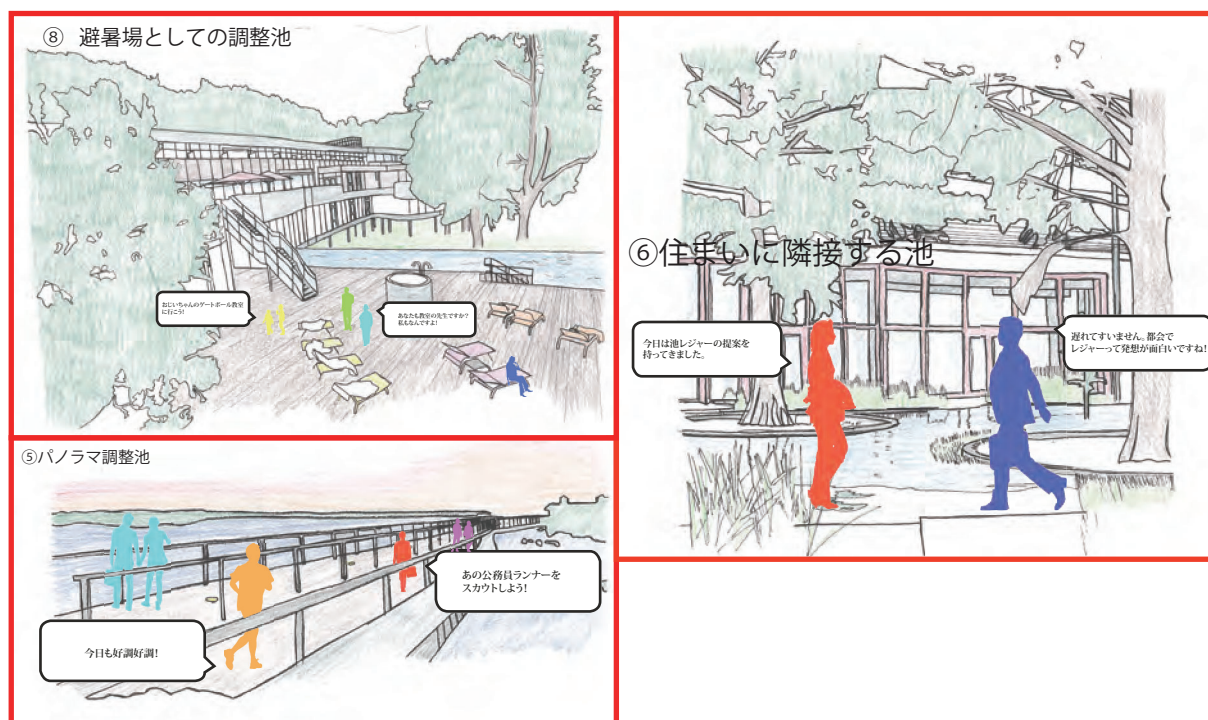 ⑧ 避暑場としての調整池
おじいちゃんのゲートボール教室
に行こう!
あなたも教室の先生ですか?
私もなんですよ!
⑤パノラマ調整池
あの公務員ランナーを
スカウトしよう!
今日も好調好調!
⑥住まいに隣接する池
今日は池レジャーの提案を
持ってきました。
遅れてすいません。都会で
レジャーって発想が面白いですね!